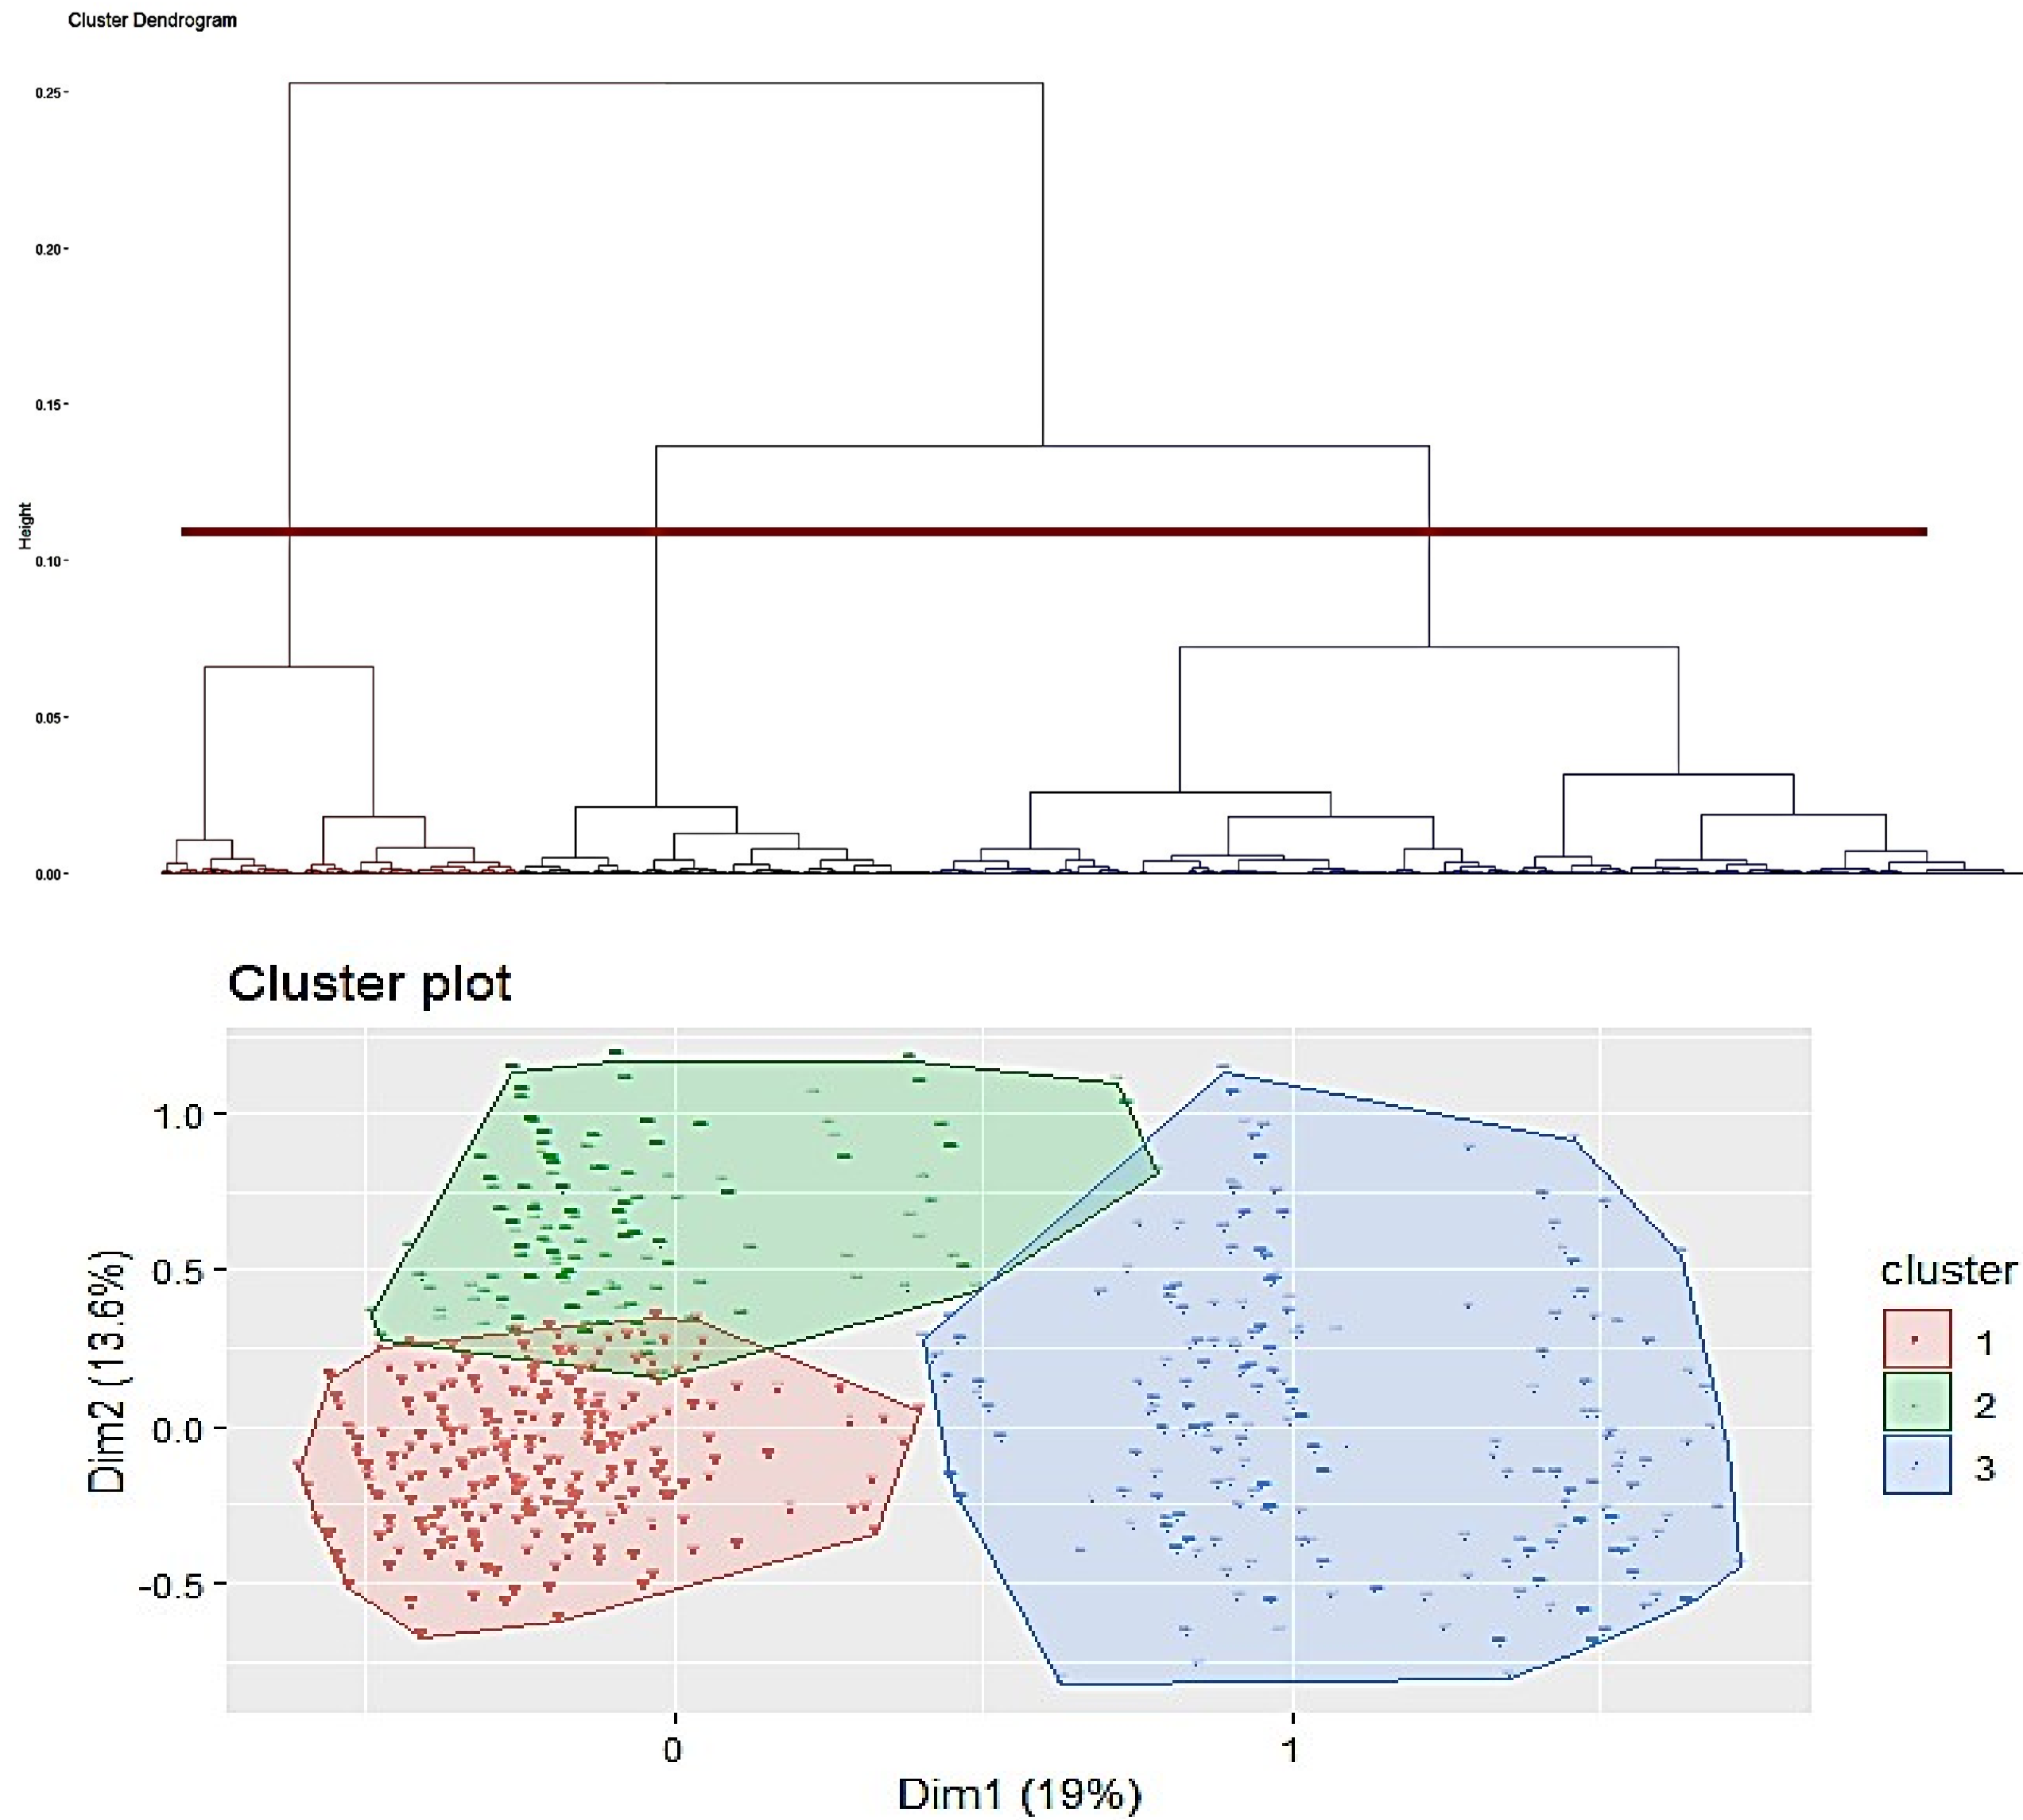 Cluster Dendrogram
0.25
0.20
0.15
0.10
0.05
0.00
Height
Cluster plot
1.0
0.5
0.0
-0.5
Dim2 (13.6%)
0
1
Dim1 (19%)
cluster
1
2
3